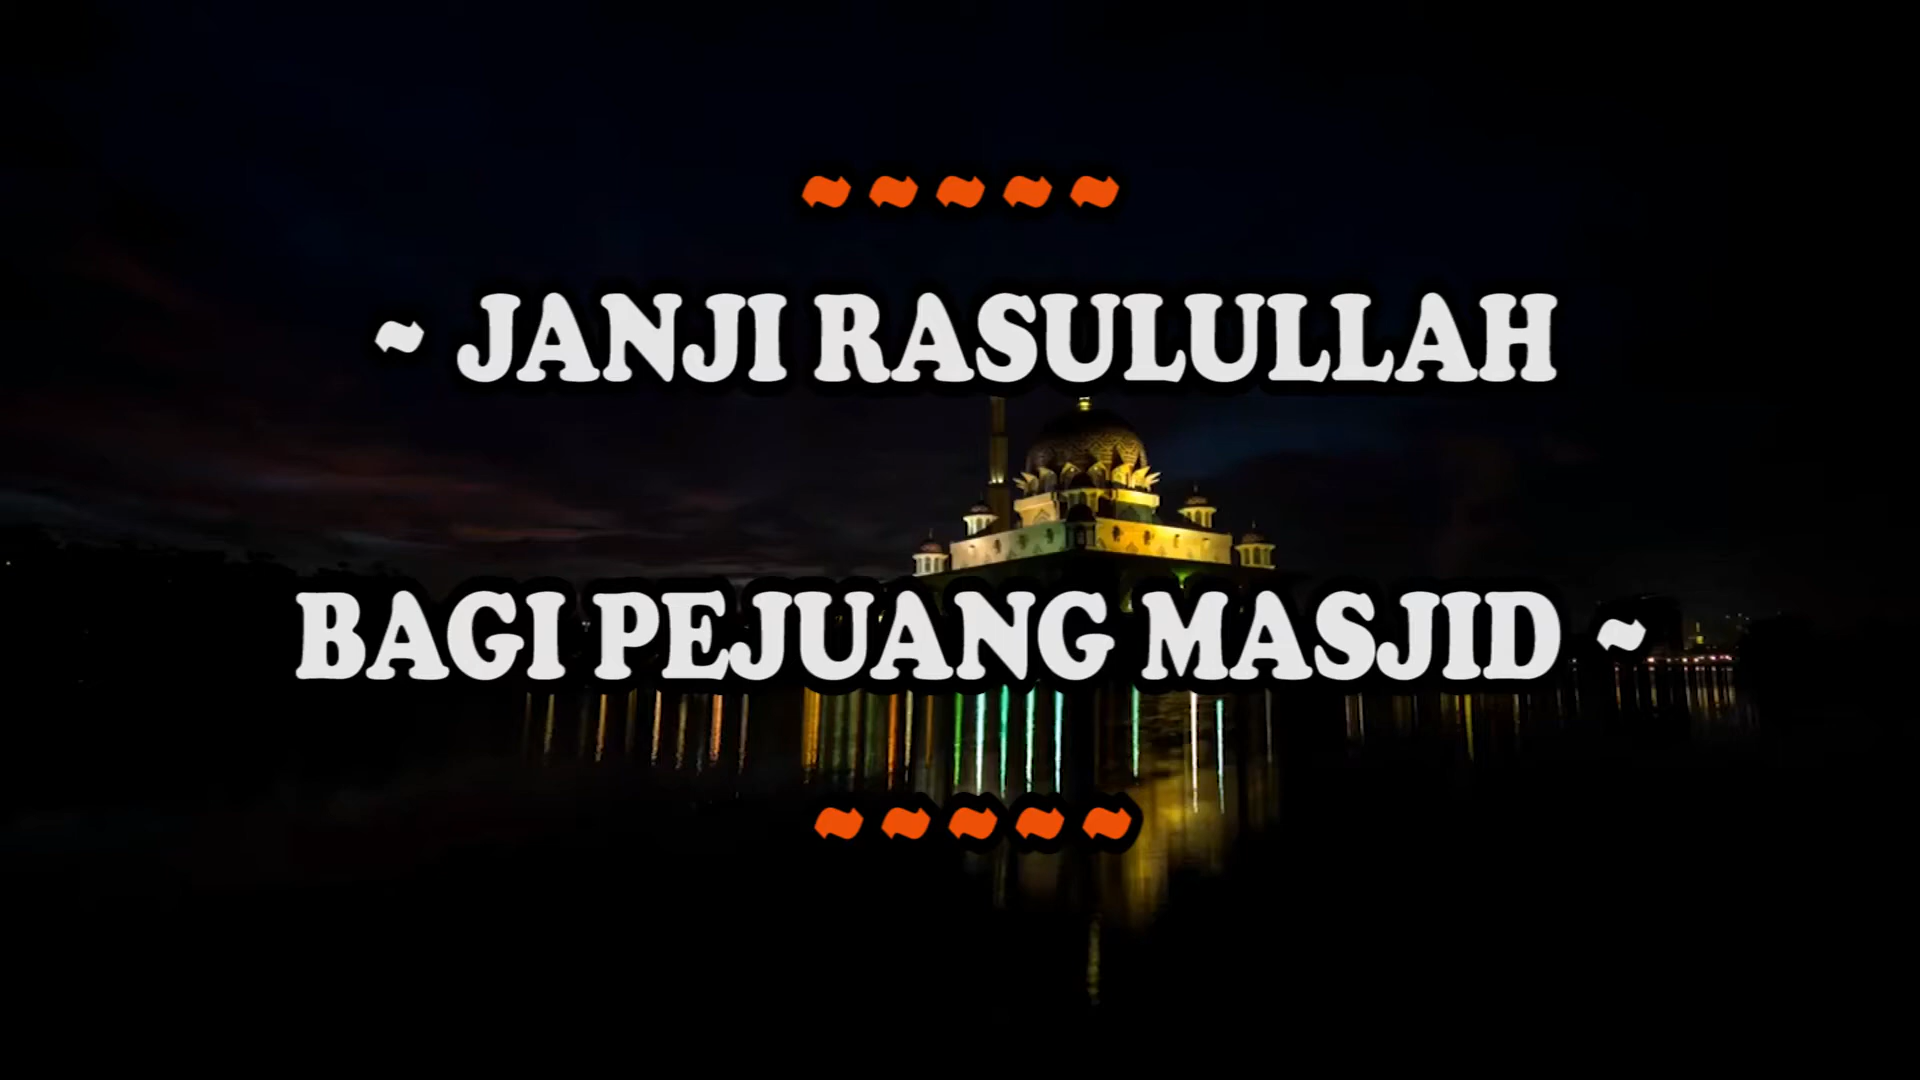 ~ ~ ~ ~ ~
~ JANJI RASULULLAH
BAGI PEJUANG MASJID ~
~ ~ ~ ~ ~